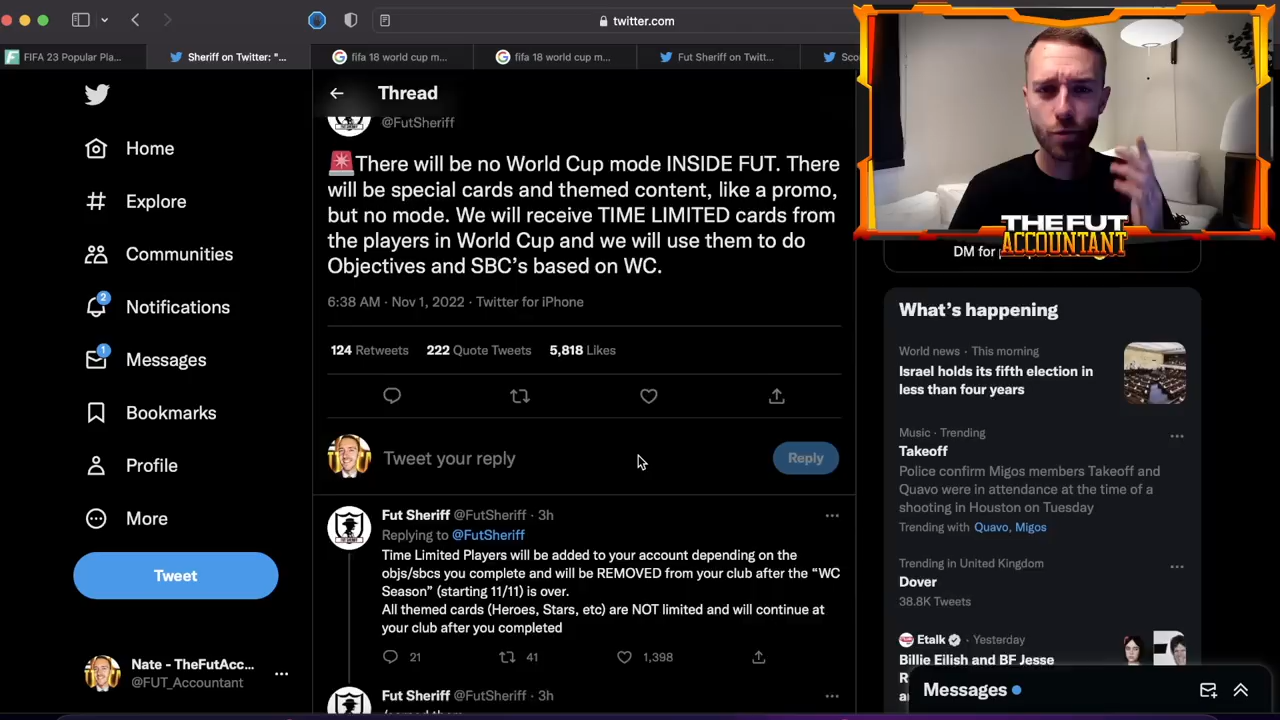 twitter.com
FIFA 23 Popular Pla...
Sheriff on Twitter: "...
fifa 18 world cup m...
fifa 18 world cup m...
Fut Sheriff on Twitt...
Sco
Home
Explore
Communities
2
Notifications
1
Messages
Bookmarks
Profile
More
Tweet
Nate - TheFutAcc...
@FUT_Accountant
Thread
@FutSheriff
🚨There will be no World Cup mode INSIDE FUT. There
will be special cards and themed content, like a promo,
but no mode. We will receive TIME LIMITED cards from
the players in World Cup and we will use them to do
Objectives and SBC's based on WC.
6:38 AM · Nov 1, 2022 · Twitter for iPhone
124 Retweets 222 Quote Tweets 5,818 Likes
Tweet your reply
Reply
Fut Sheriff @FutSheriff · 3h
Replying to @FutSheriff
Time Limited Players will be added to your account depending on the
objs/sbcs you complete and will be REMOVED from your club after the "WC
Season" (starting 11/11) is over.
All themed cards (Heroes, Stars, etc) are NOT limited and will continue at
your club after you completed
21 41 1,398
Fut Sheriff @FutSheriff · 3h
THE FUT
ACCOUNTANT
DM for
What's happening
World news · This morning
Israel holds its fifth election in
less than four years
Music · Trending
Takeoff
Police confirm Migos members Takeoff and
Quavo were in attendance at the time of a
shooting in Houston on Tuesday
Trending with Quavo, Migos
Trending in United Kingdom
Dover
38.8K Tweets
Etalk · Yesterday
Billie Eilish and BF Jesse
Messages